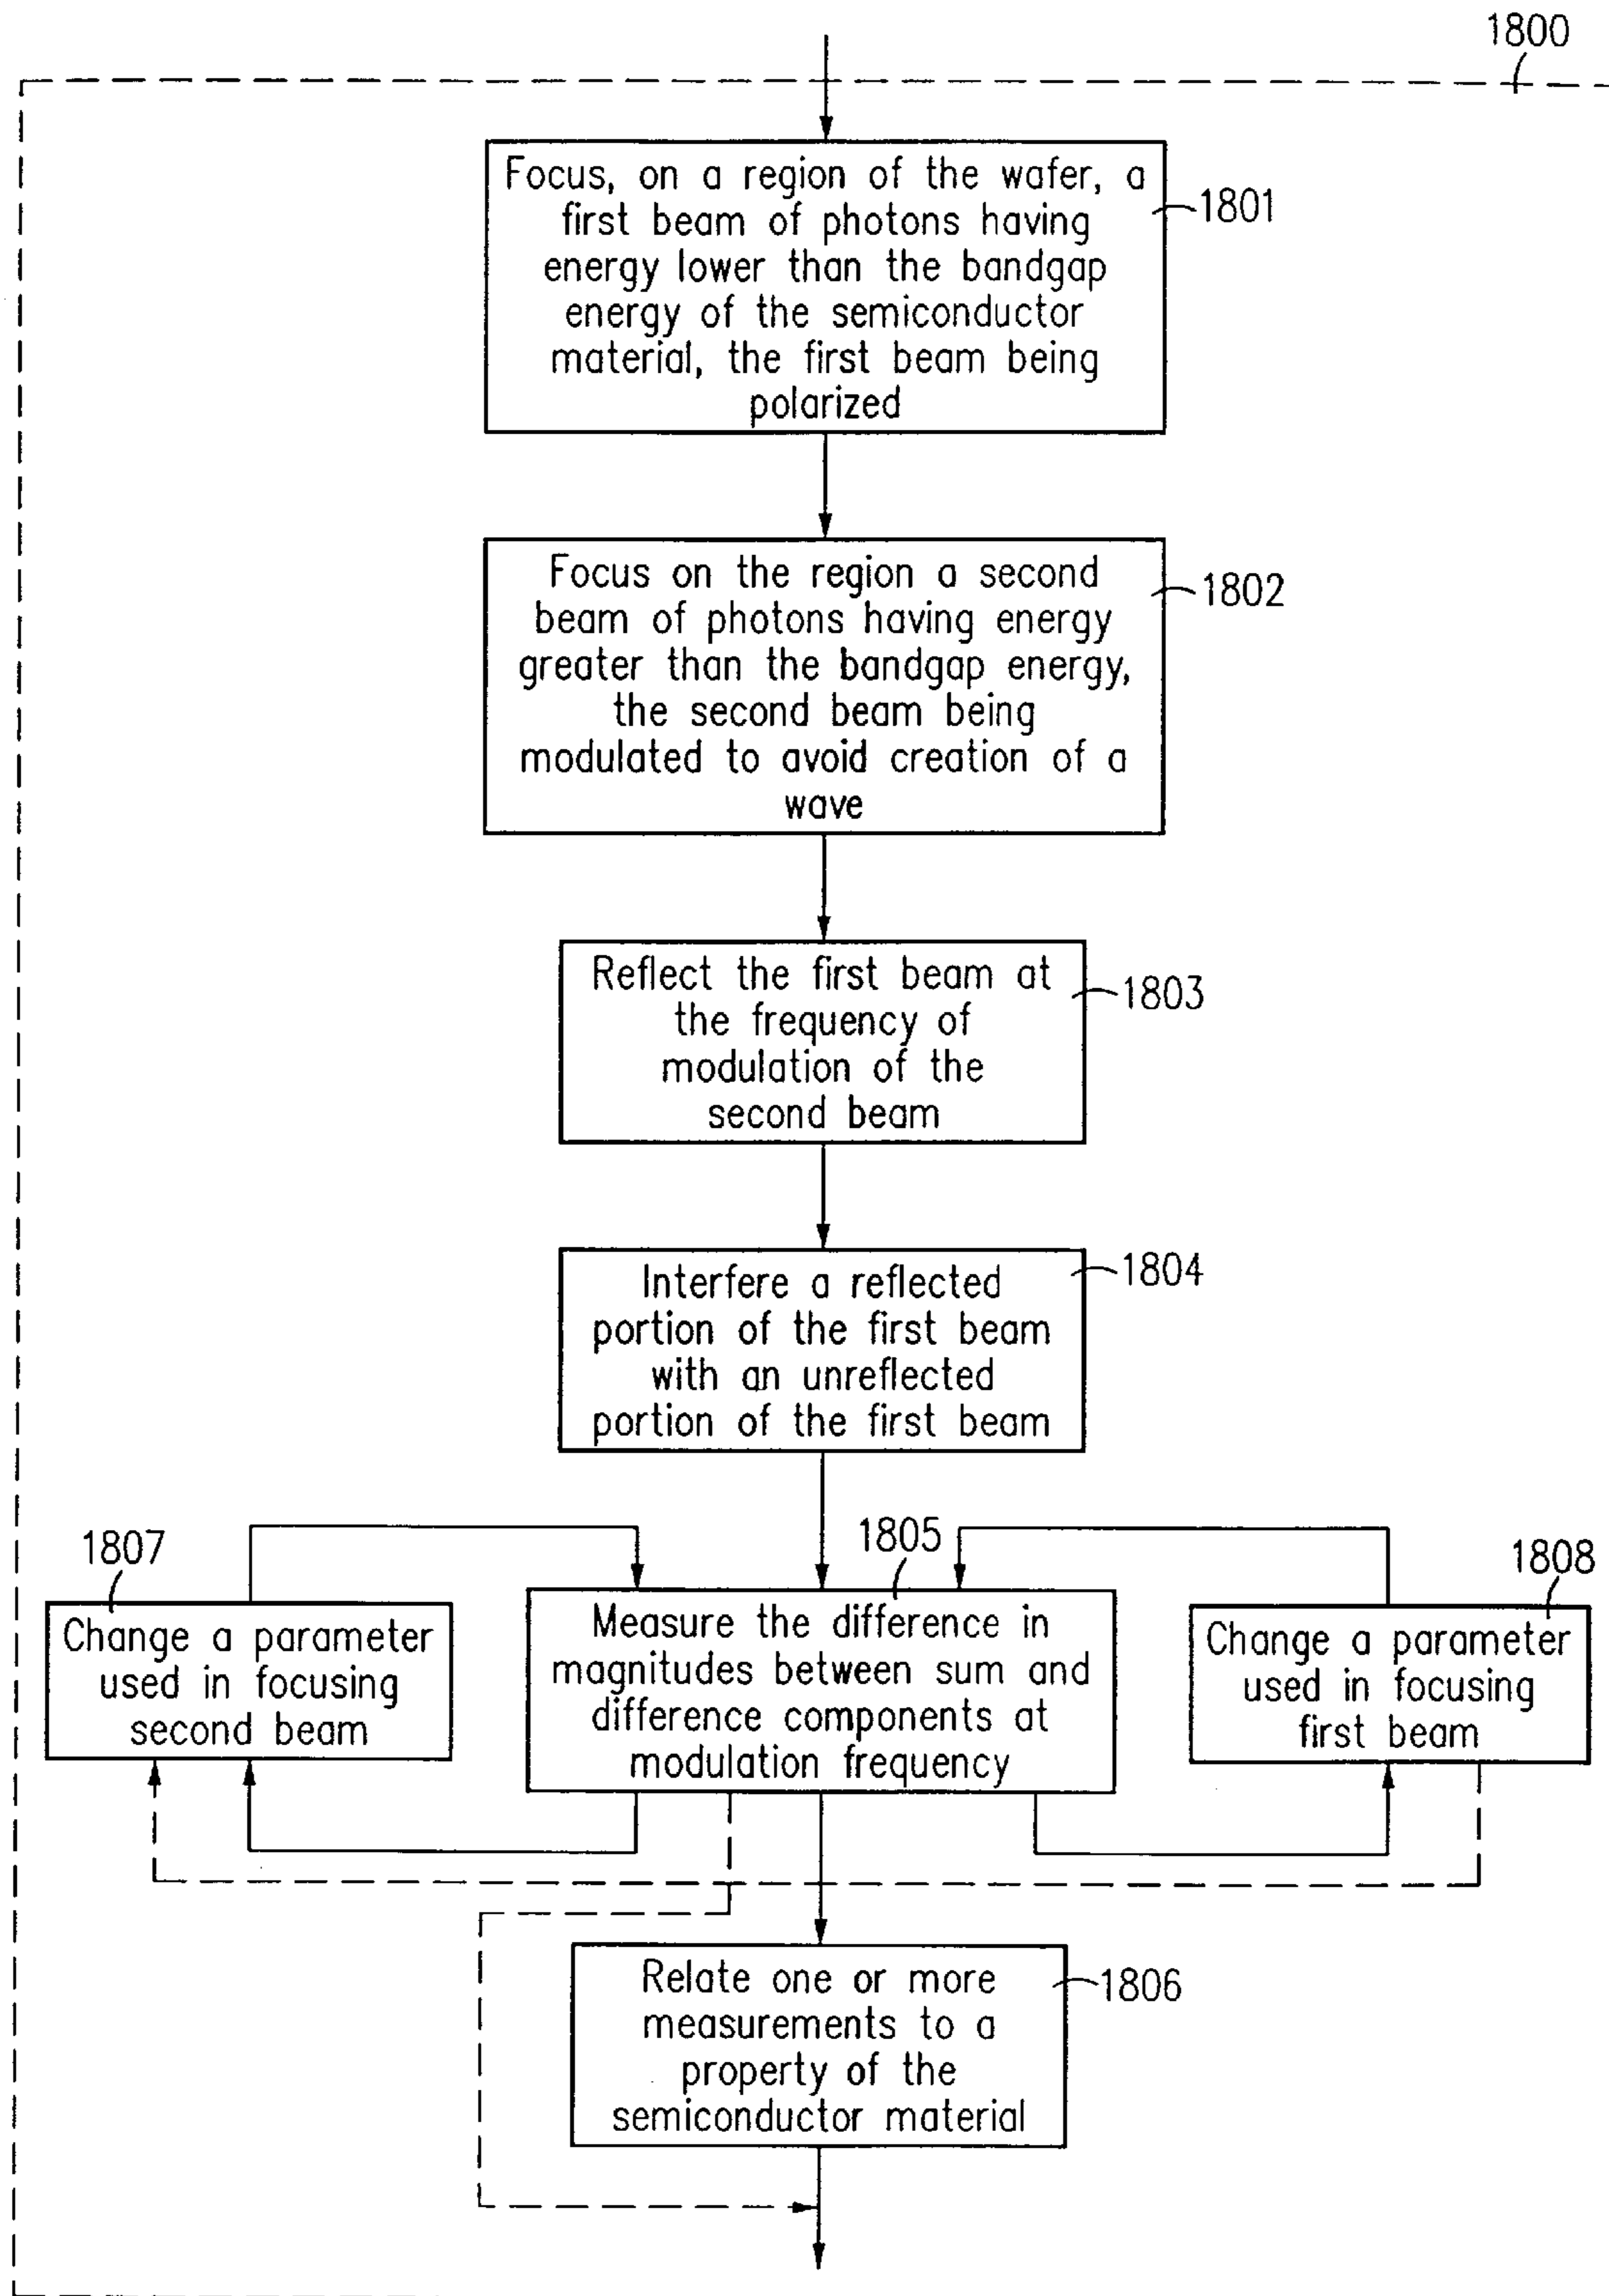 1800
Focus, on a region of the wafer, a
first beam of photons having
energy lower than the bandgap
energy of the semiconductor
material, the first beam being
polarized
1801
Focus on the region a second
beam of photons having energy
greater than the bandgap energy,
the second beam being
modulated to avoid creation of a
wave
1802
Reflect the first beam at
the frequency of
modulation of the
second beam
1803
Interfere a reflected
portion of the first beam
with an unreflected
portion of the first beam
1804
1807
Change a parameter
used in focusing
second beam
1805
Measure the difference in
magnitudes between sum and
difference components at
modulation frequency
1808
Change a parameter
used in focusing
first beam
Relate one or more
measurements to a
property of the
semiconductor material
1806